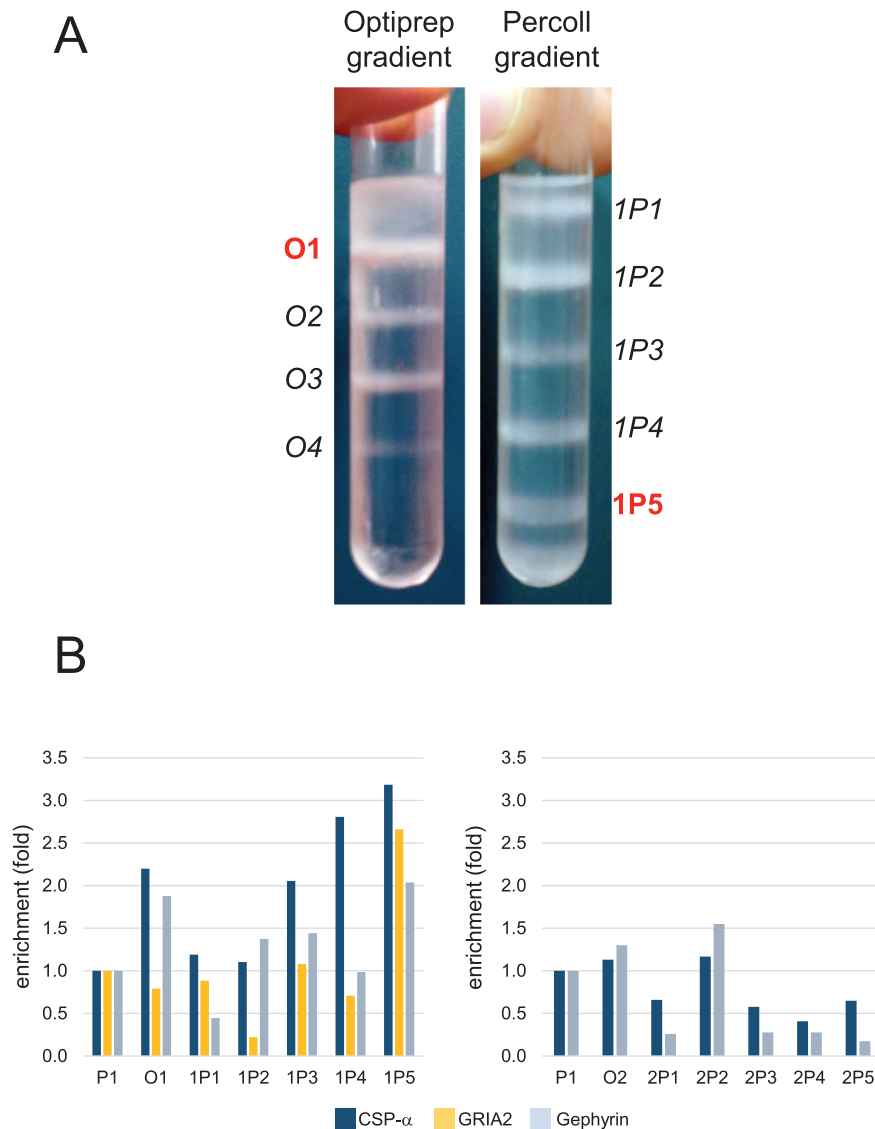 A
Optiprep
gradient
Percoll
gradient
O1
O2
O3
O4
1P1
1P2
1P3
1P4
1P5
B
enrichment (fold)
3.5
3.0
2.5
2.0
1.5
1.0
0.5
0.0
P1 O1 1P1 1P2 1P3 1P4 1P5
enrichment (fold)
3.5
3.0
2.5
2.0
1.5
1.0
0.5
0.0
P1 O2 2P1 2P2 2P3 2P4 2P5
CSP-α GRIA2 Gephyrin